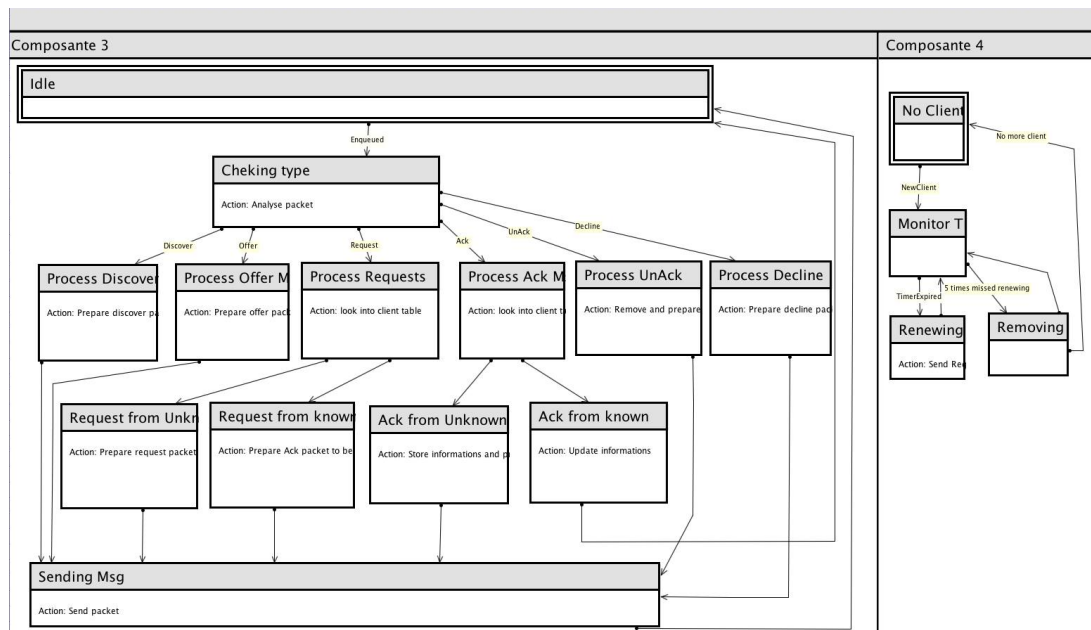 Composante 3
Composante 4
Idle
No Client
Enqueued
No more client
Cheking type
Action: Analyse packet
NewClient
Decline
UnAck
Ack
Discover
Offer
Request
Monitor T
Process Discover
Process Offer M
Process Requests
Process Ack M
Process UnAck
Process Decline
Action: Prepare discover pa
Action: Prepare offer pack
Action: look into client table
Action: look into client t
Action: Remove and prepare
Action: Prepare decline pac
5 times missed renewing
TimerExpired
Renewing
Removing
Action: Send Req
Request from Unkn
Request from known
Ack from Unknown
Ack from known
Action: Prepare request packet
Action: Prepare Ack packet to be
Action: Store informations and p
Action: Update informations
Sending Msg
Action: Send packet